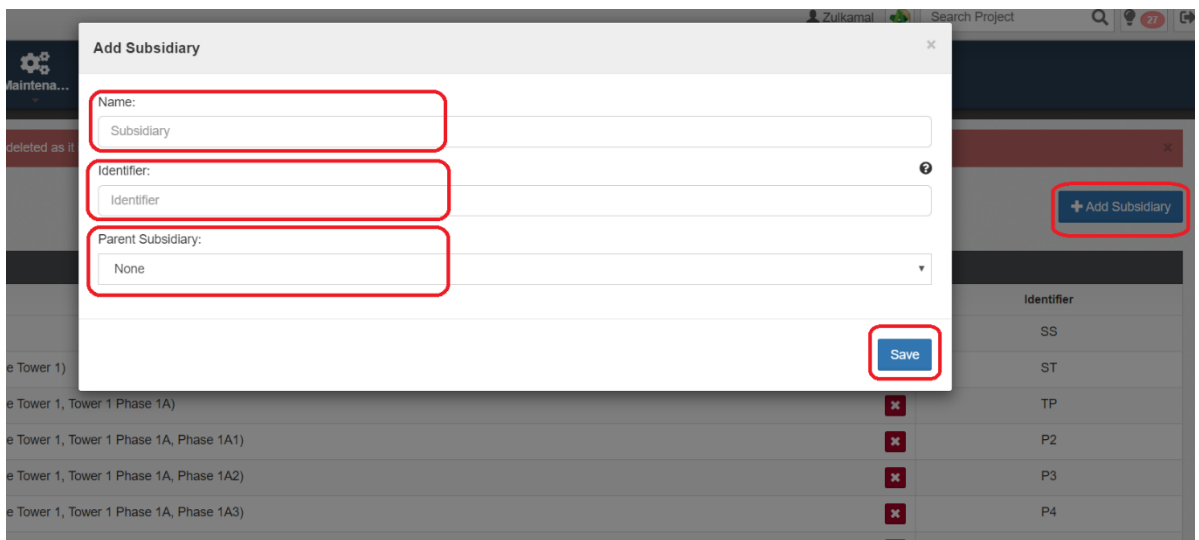 Zulkamal Search Project 27
Add Subsidiary ×
Maintena...
Name:
Subsidiary
deleted as it ×
Identifier:
Identifier
+ Add Subsidiary
Parent Subsidiary:
None
Identifier
SS
Save
e Tower 1) ST
e Tower 1, Tower 1 Phase 1A) TP
e Tower 1, Tower 1 Phase 1A, Phase 1A1) P2
e Tower 1, Tower 1 Phase 1A, Phase 1A2) P3
e Tower 1, Tower 1 Phase 1A, Phase 1A3) P4